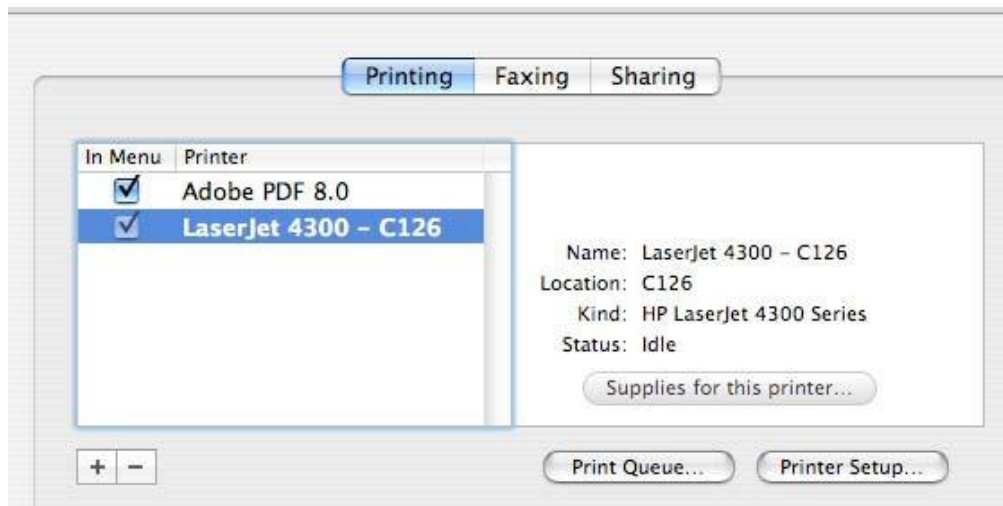 Printing Faxing Sharing
In Menu Printer
Adobe PDF 8.0
LaserJet 4300 – C126
Name: LaserJet 4300 – C126
Location: C126
Kind: HP LaserJet 4300 Series
Status: Idle
Supplies for this printer...
+ –
Print Queue... Printer Setup...